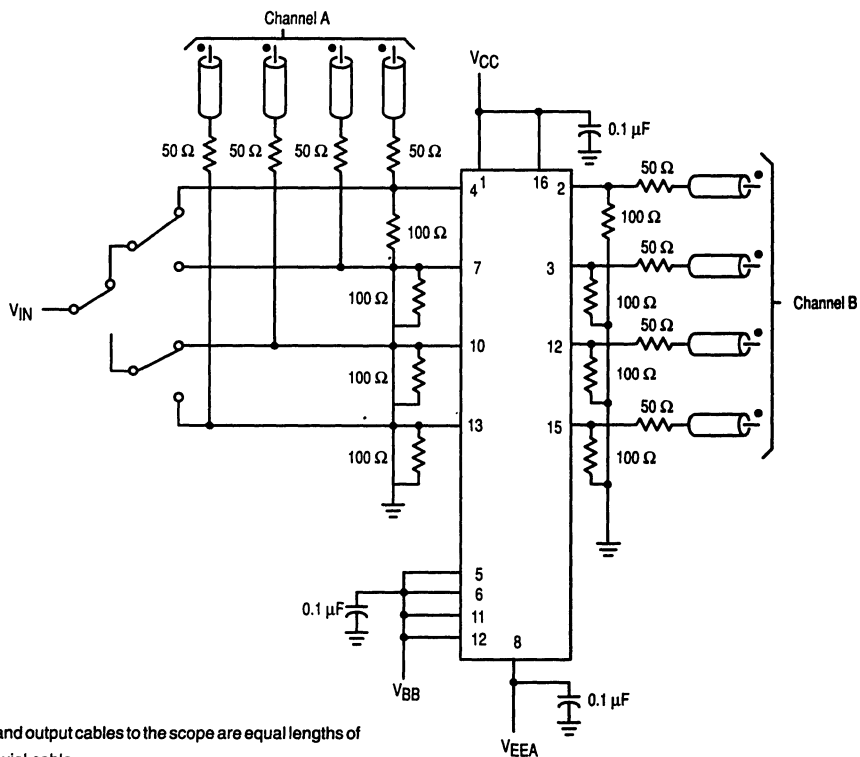 Channel A
VCC
0.1 µF
50 Ω 50 Ω 50 Ω 50 Ω
50 Ω
4 1 16 2
100 Ω
100 Ω
50 Ω
7 3
VIN
100 Ω
100 Ω
Channel B
50 Ω
10 12
100 Ω
100 Ω
50 Ω
13 15
100 Ω
100 Ω
5
6
0.1 µF
11
12 8
VBB
0.1 µF
and output cables to the scope are equal lengths of
VEEA